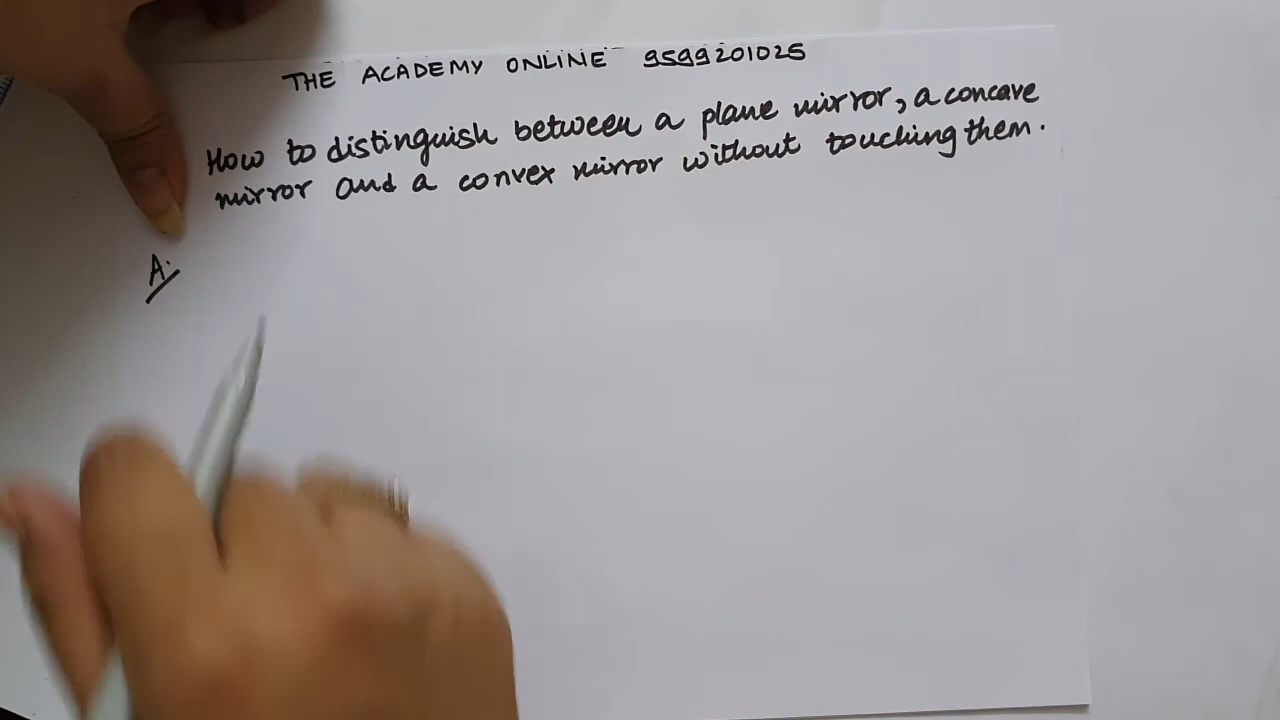 THE ACADEMY ONLINE 9599201025
How to distinguish between a plane mirror, a concave
mirror and a convex mirror without touching them.
A.